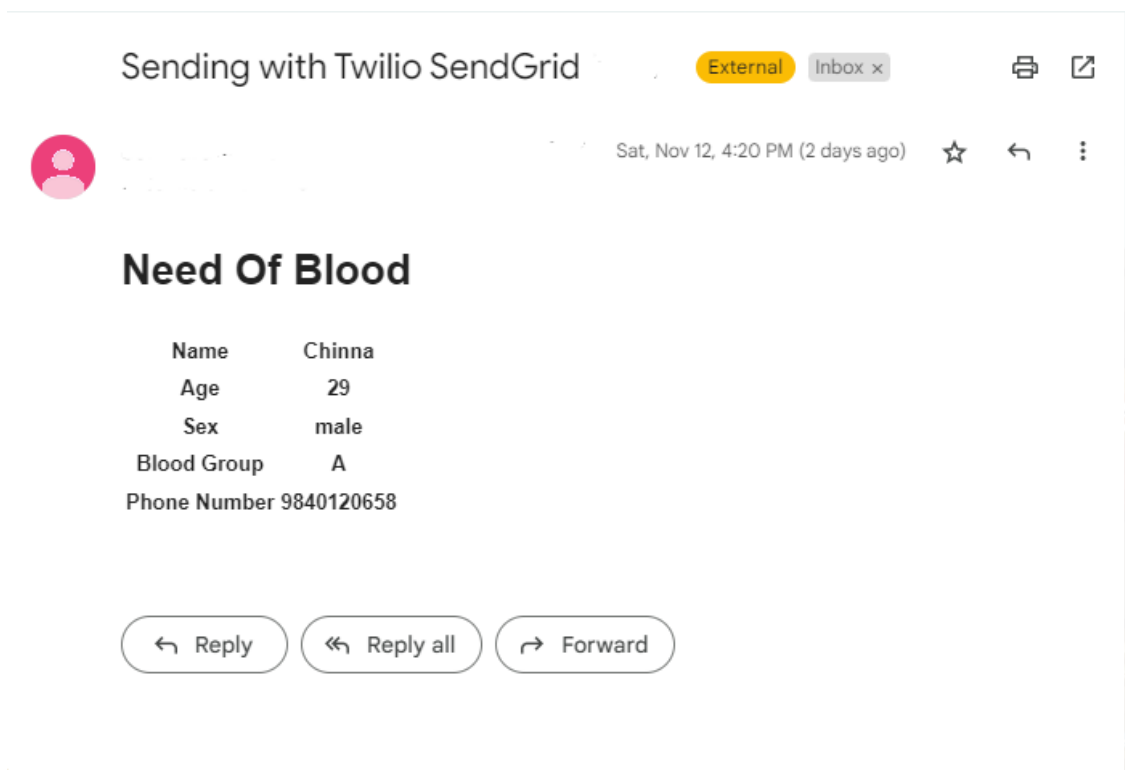 Sending with Twilio SendGrid External Inbox ×
Sat, Nov 12, 4:20 PM (2 days ago)
Need Of Blood
Name Chinna
Age 29
Sex male
Blood Group A
Phone Number 9840120658
Reply Reply all Forward